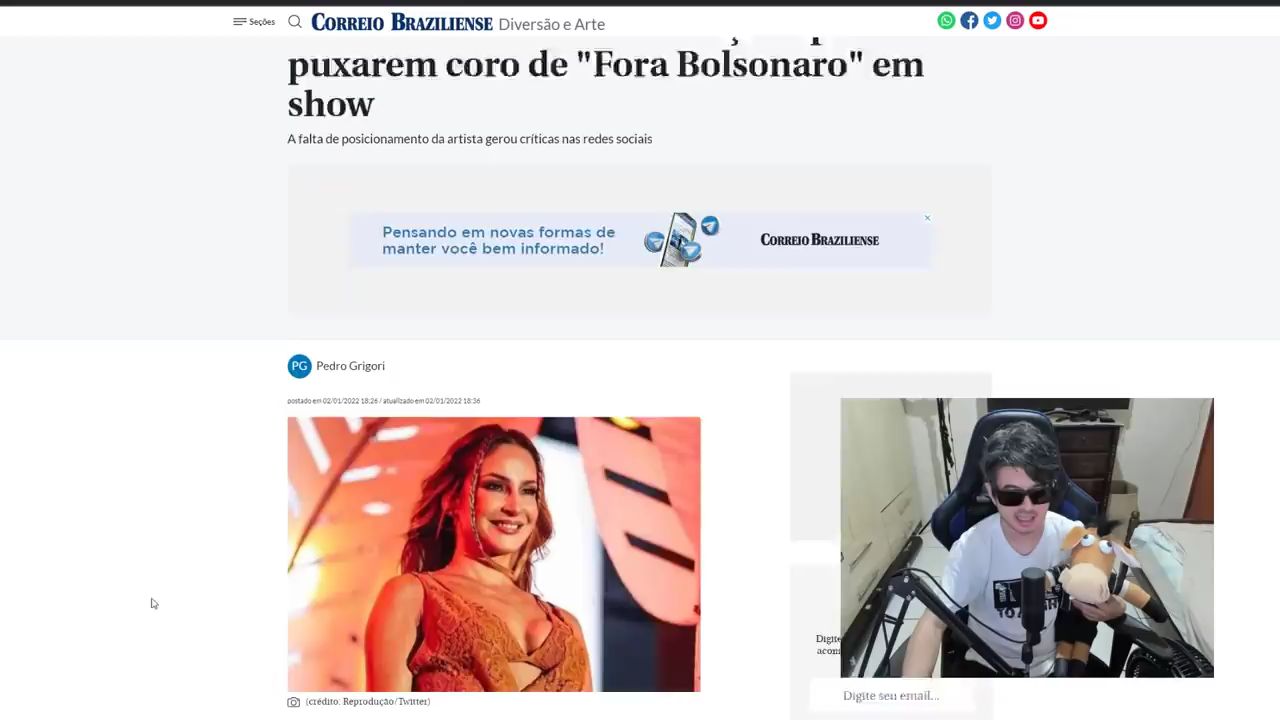 Seções
CORREIO BRAZILIENSE Diversão e Arte
puxarem coro de "Fora Bolsonaro" em
show
A falta de posicionamento da artista gerou críticas nas redes sociais
Pensando em novas formas de
manter você bem informado!
CORREIO BRAZILIENSE
PG Pedro Grigori
postado em 02/01/2022 18:26 / atualizado em 02/01/2022 18:36
(crédito: Reprodução/Twitter)
Digite seu email...